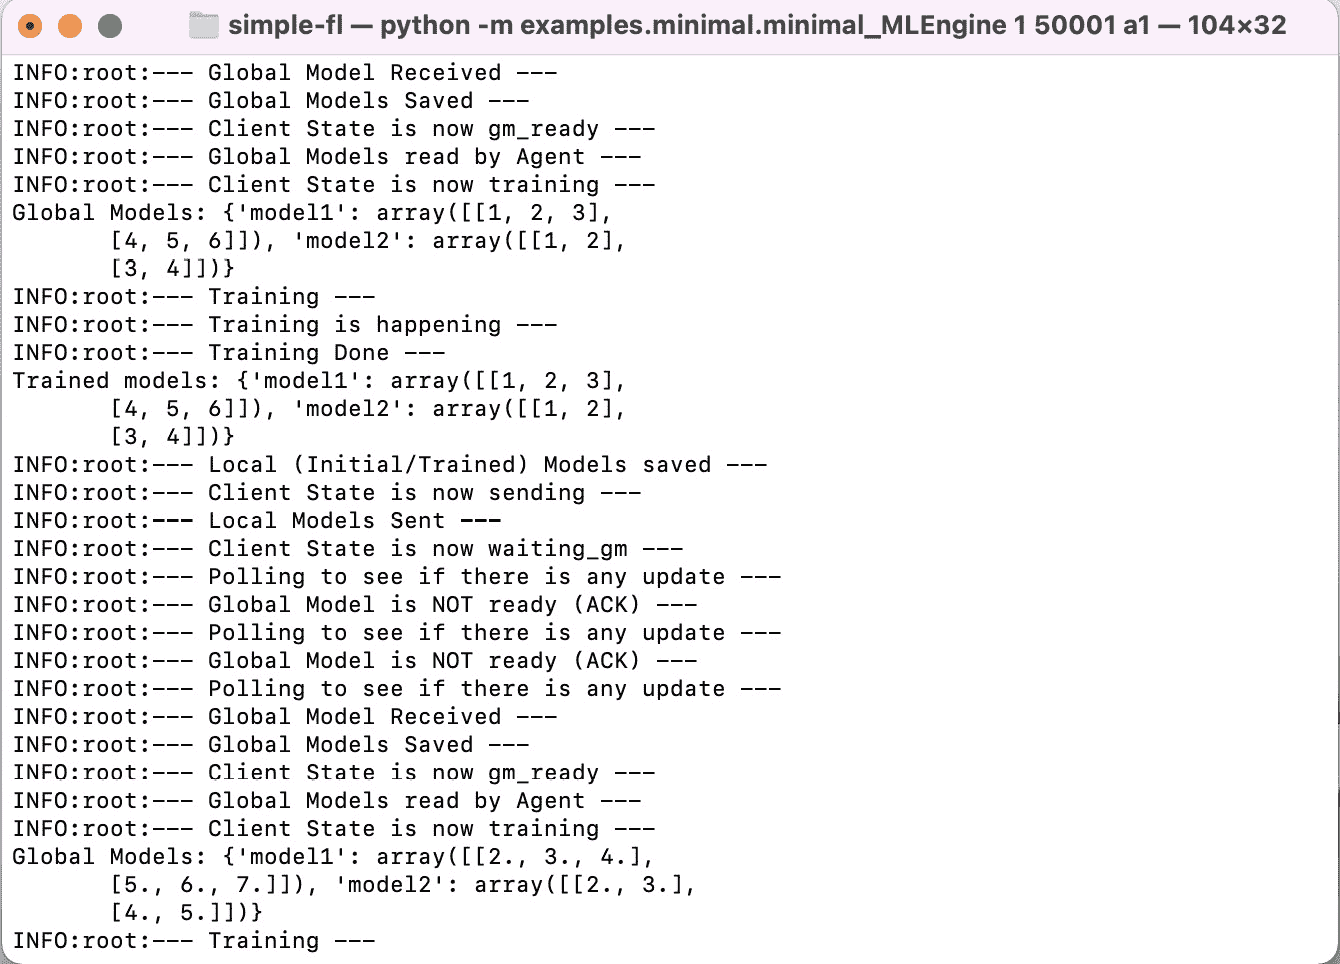 simple-fl — python -m examples.minimal.minimal_MLEngine 1 50001 a1 — 104×32
INFO:root:--- Global Model Received ---
INFO:root:--- Global Models Saved ---
INFO:root:--- Client State is now gm_ready ---
INFO:root:--- Global Models read by Agent ---
INFO:root:--- Client State is now training ---
Global Models: {'model1': array([[1, 2, 3],
       [4, 5, 6]]), 'model2': array([[1, 2],
       [3, 4]])}
INFO:root:--- Training ---
INFO:root:--- Training is happening ---
INFO:root:--- Training Done ---
Trained models: {'model1': array([[1, 2, 3],
       [4, 5, 6]]), 'model2': array([[1, 2],
       [3, 4]])}
INFO:root:--- Local (Initial/Trained) Models saved ---
INFO:root:--- Client State is now sending ---
INFO:root:--- Local Models Sent ---
INFO:root:--- Client State is now waiting_gm ---
INFO:root:--- Polling to see if there is any update ---
INFO:root:--- Global Model is NOT ready (ACK) ---
INFO:root:--- Polling to see if there is any update ---
INFO:root:--- Global Model is NOT ready (ACK) ---
INFO:root:--- Polling to see if there is any update ---
INFO:root:--- Global Model Received ---
INFO:root:--- Global Models Saved ---
INFO:root:--- Client State is now gm_ready ---
INFO:root:--- Global Models read by Agent ---
INFO:root:--- Client State is now training ---
Global Models: {'model1': array([[2., 3., 4.],
       [5., 6., 7.]]), 'model2': array([[2., 3.],
       [4., 5.]])}
INFO:root:--- Training ---